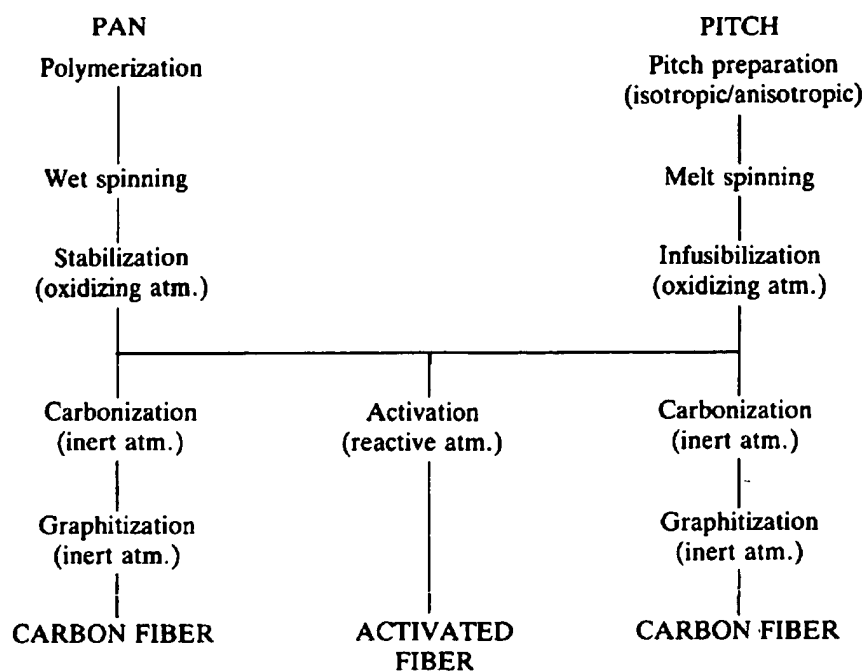 PAN
Polymerization
Wet spinning
Stabilization
(oxidizing atm.)
Carbonization
(inert atm.)
Graphitization
(inert atm.)
CARBON FIBER
Activation
(reactive atm.)
ACTIVATED
FIBER
PITCH
Pitch preparation
(isotropic/anisotropic)
Melt spinning
Infusibilization
(oxidizing atm.)
Carbonization
(inert atm.)
Graphitization
(inert atm.)
CARBON FIBER